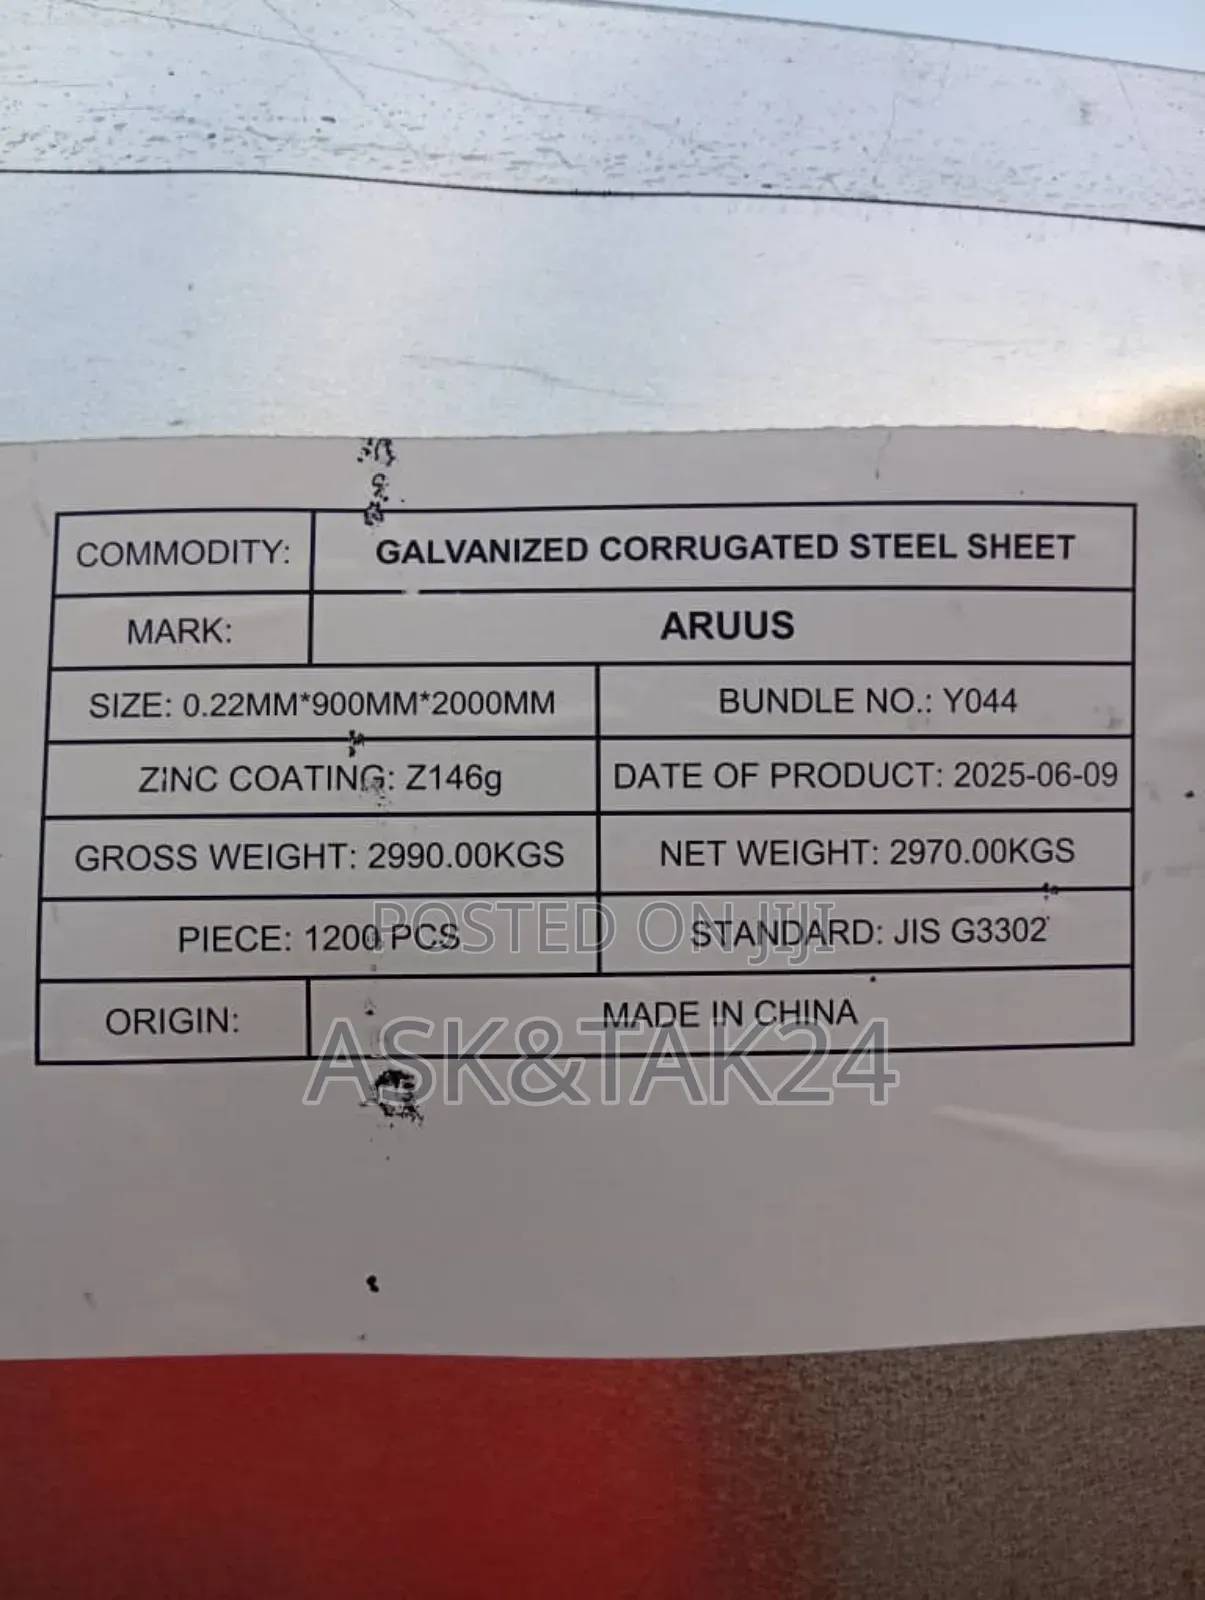 COMMODITY: GALVANIZED CORRUGATED STEEL SHEET
MARK: ARUUS
SIZE: 0.22MM*900MM*2000MM BUNDLE NO.: Y044
ZINC COATING: Z146g DATE OF PRODUCT: 2025-06-09
GROSS WEIGHT: 2990.00KGS NET WEIGHT: 2970.00KGS
PIECE: 1200 PCS STANDARD: JIS G3302
POSTED ON JIJI
ORIGIN: MADE IN CHINA
ASK&TAK24